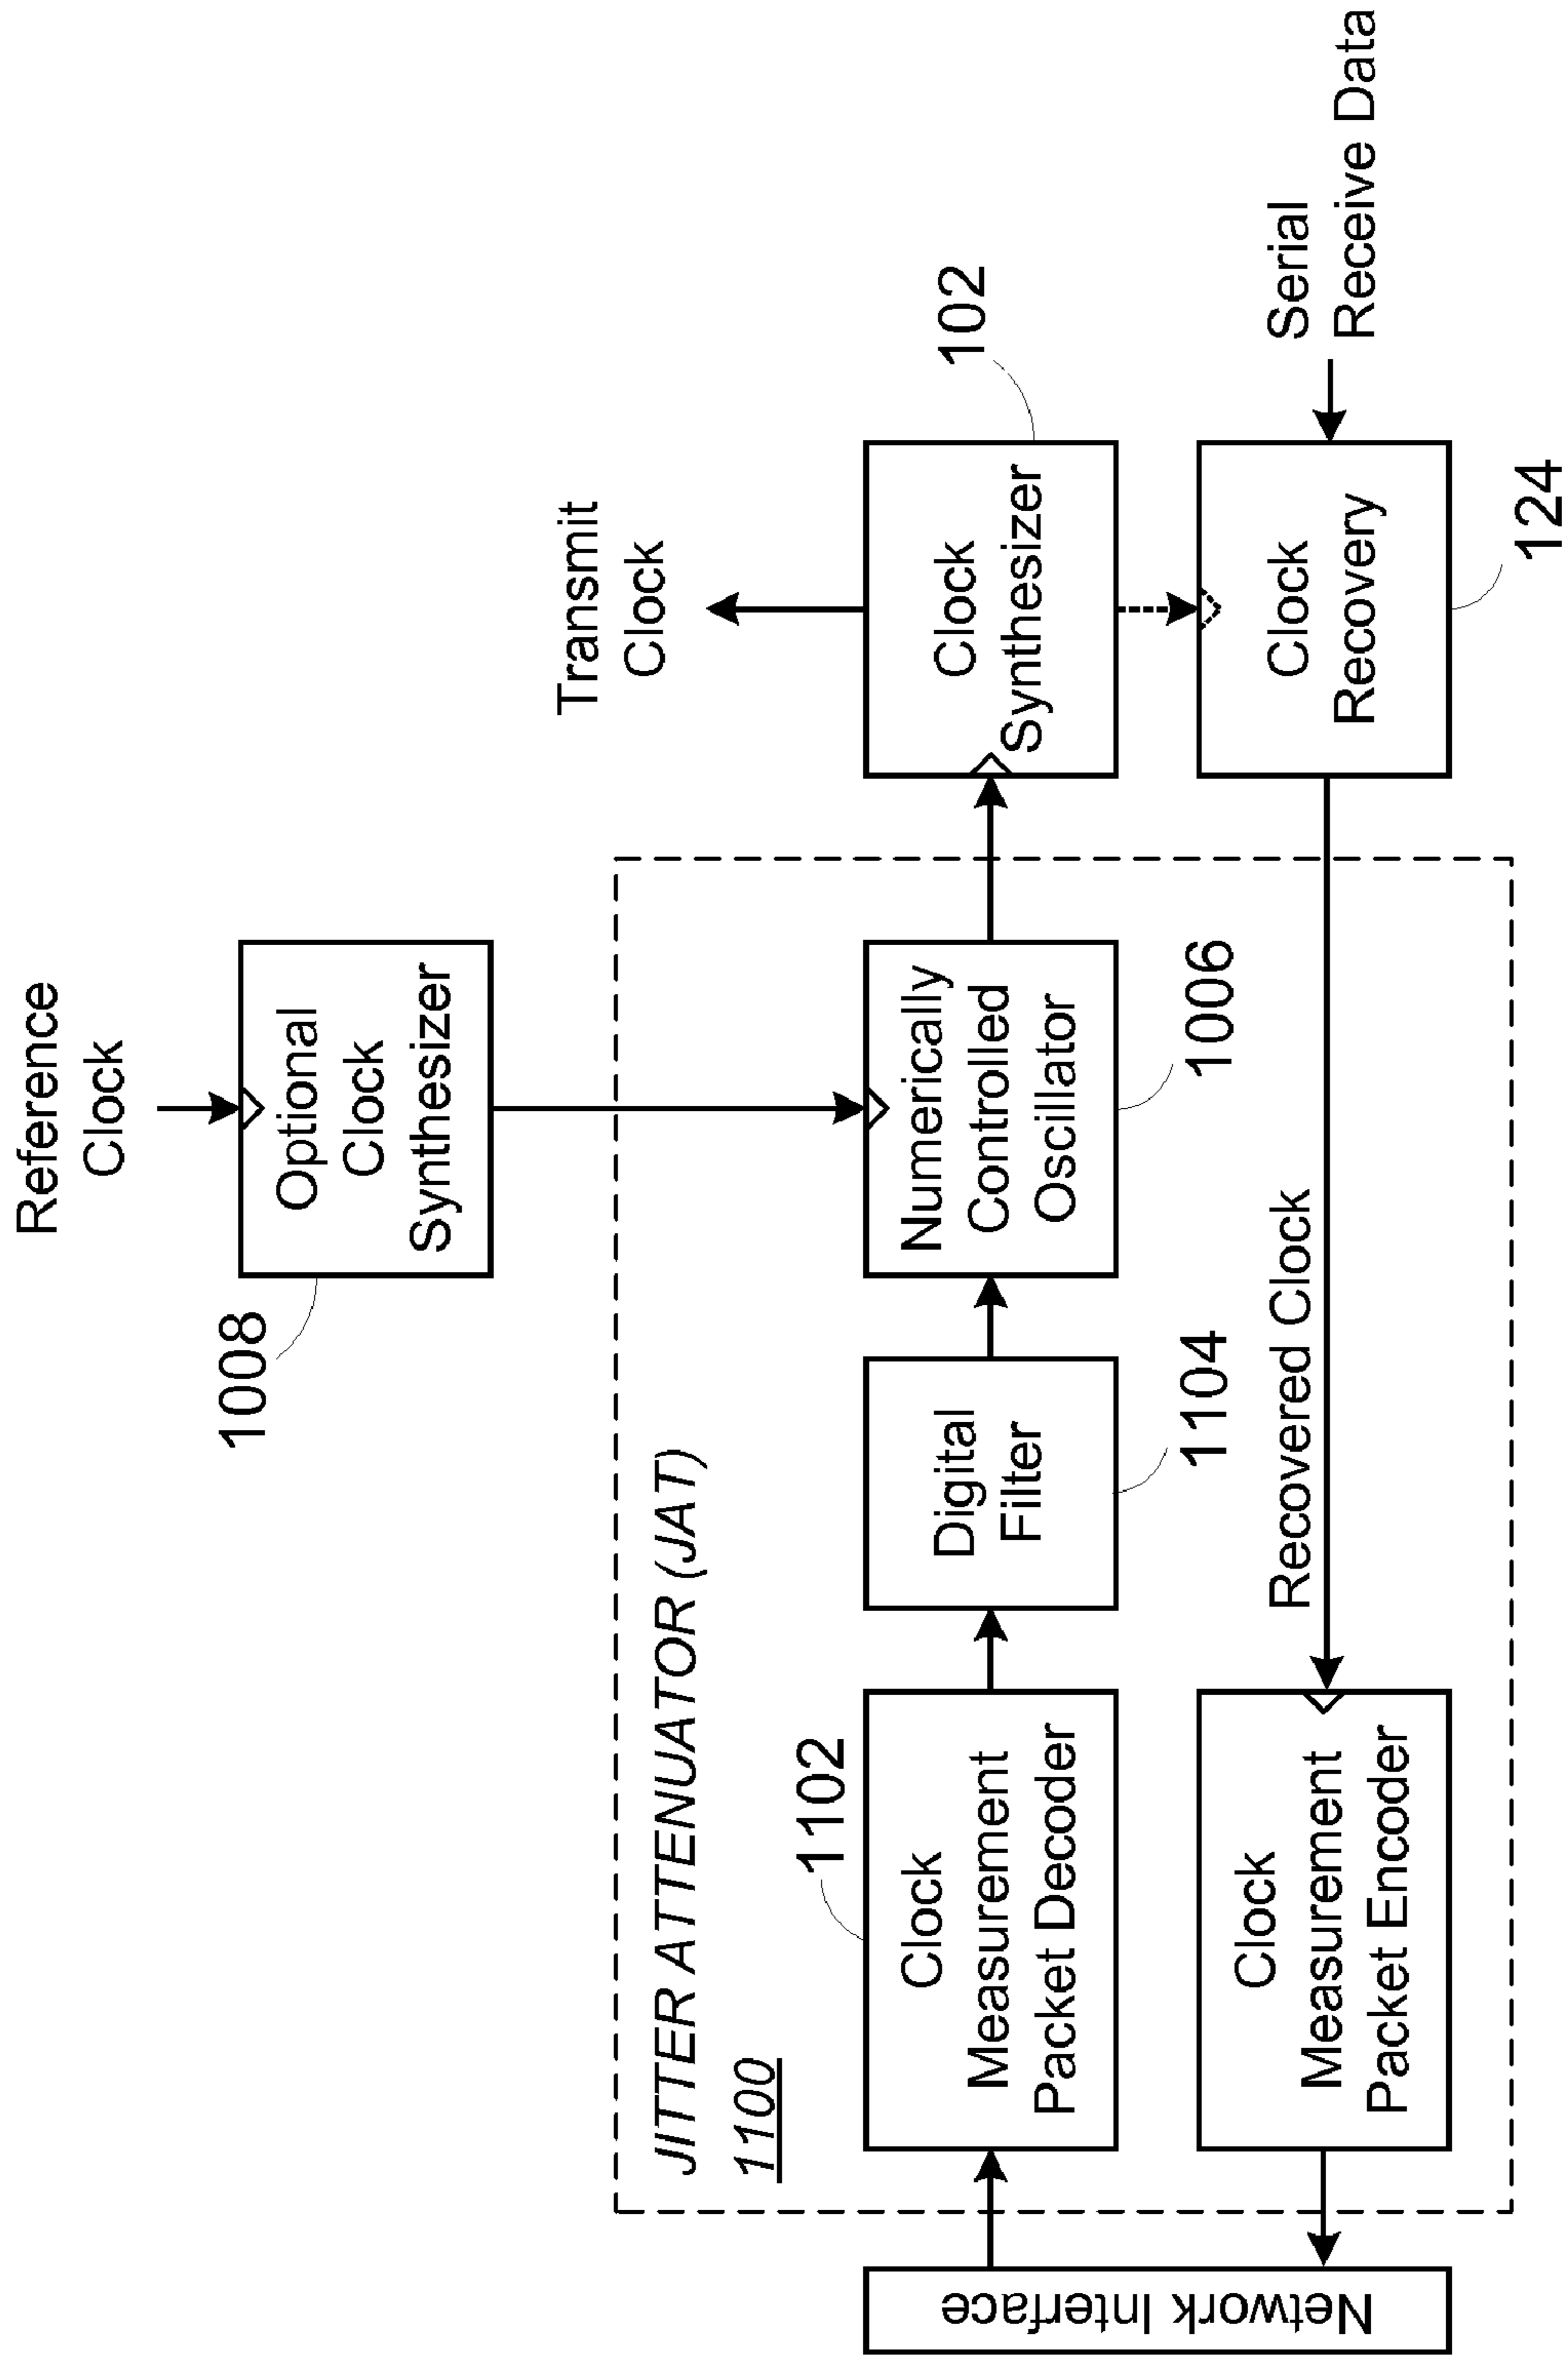 Reference
Clock
1008
Optional
Clock
Synthesizer
Transmit
Clock
JITTER ATTENUATOR (JAT)
1100
1102
102
Network Interface
Clock
Measurement
Packet Decoder
Digital
Filter
Numerically
Controlled
Oscillator
Clock
Synthesizer
1104
1006
Recovered Clock
Serial
Receive Data
Clock
Measurement
Packet Encoder
Clock
Recovery
124